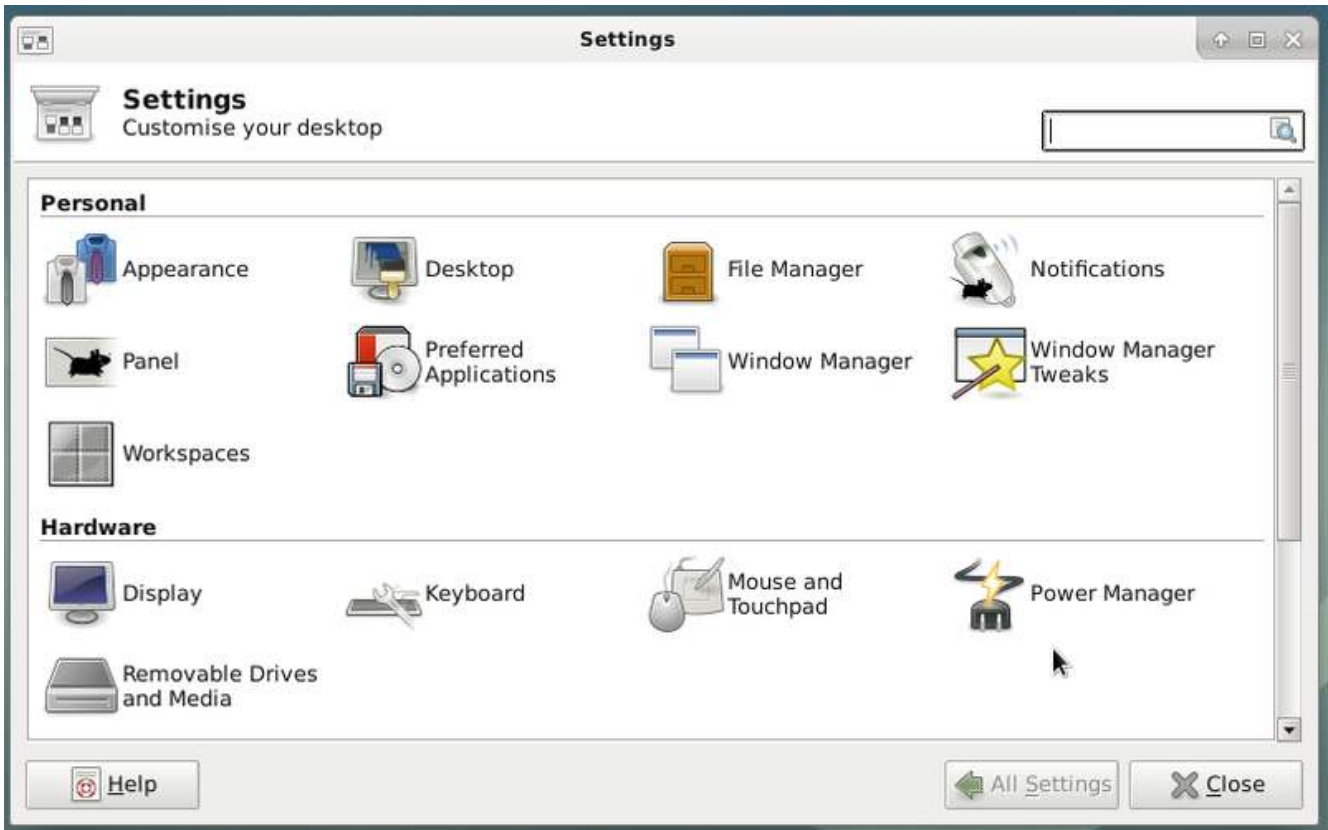 Settings
Settings
Customise your desktop
Personal
Appearance
Desktop
File Manager
Notifications
Panel
Preferred
Applications
Window Manager
Window Manager
Tweaks
Workspaces
Hardware
Display
Keyboard
Mouse and
Touchpad
Power Manager
Removable Drives
and Media
Help
All Settings
Close